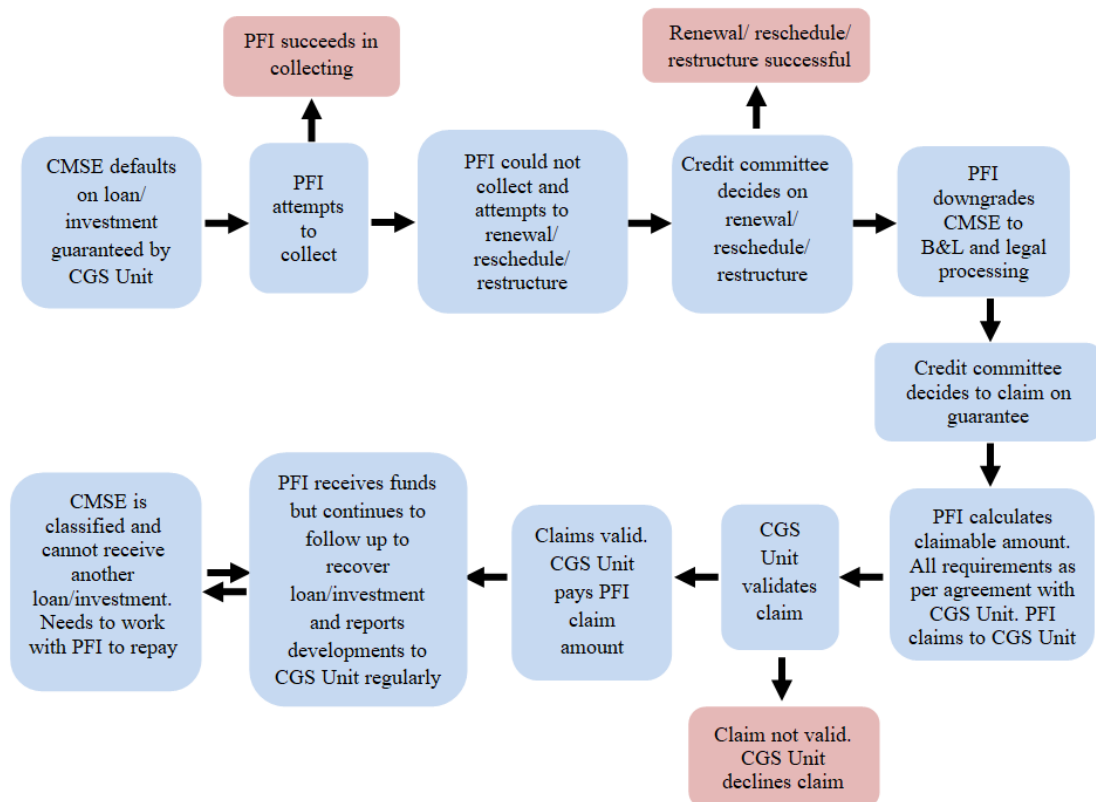 PFI succeeds in
collecting
Renewal/ reschedule/
restructure successful
CMSE defaults
on loan/
investment
guaranteed by
CGS Unit
PFI
attempts
to
collect
PFI could not
collect and
attempts to
renewal/
reschedule/
restructure
Credit committee
decides on
renewal/
reschedule/
restructure
PFI
downgrades
CMSE to
B&L and legal
processing
Credit committee
decides to claim on
guarantee
CMSE is
classified and
cannot receive
another
loan/investment.
Needs to work
with PFI to repay
PFI receives funds
but continues to
follow up to
recover
loan/investment
and reports
developments to
CGS Unit regularly
Claims valid.
CGS Unit
pays PFI
claim
amount
CGS
Unit
validates
claim
PFI calculates
claimable amount.
All requirements as
per agreement with
CGS Unit. PFI
claims to CGS Unit
Claim not valid.
CGS Unit
declines claim